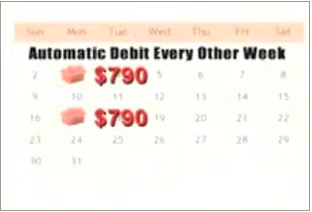 Sun Mon Tue Wed Thu Fri Sat
Automatic Debit Every Other Week
2 $790 5 6 7 8
9 10 11 12 13 14 15
16 $790 19 20 21 22
23 24 25 26 27 28 29
30 31